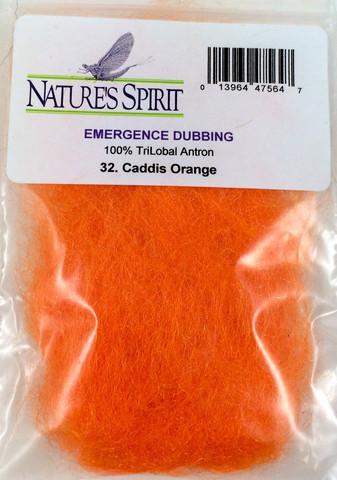 NATURE'S SPIRIT
0 13964 47564 7
EMERGENCE DUBBING
100% TriLobal Antron
32. Caddis Orange